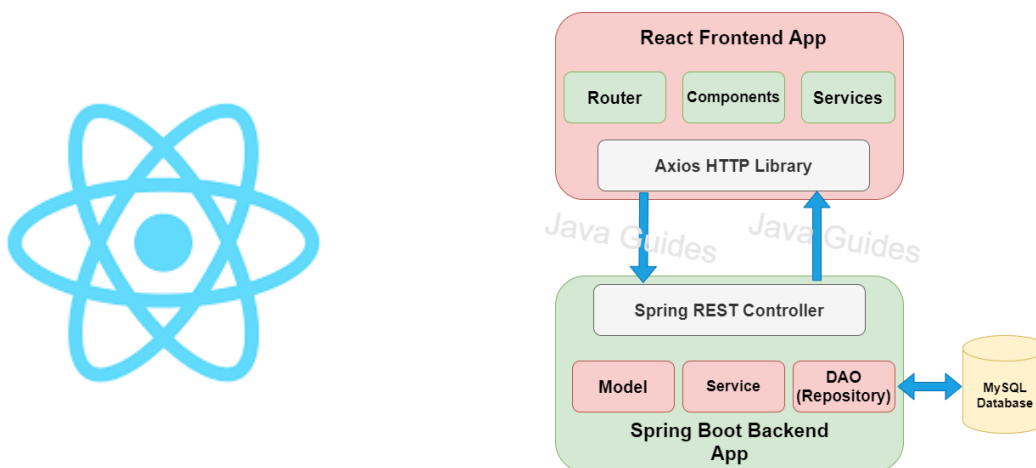 React Frontend App
Router
Components
Services
Axios HTTP Library
Java Guides
Java Guides
Spring REST Controller
Model
Service
DAO
(Repository)
MySQL
Database
Spring Boot Backend
App